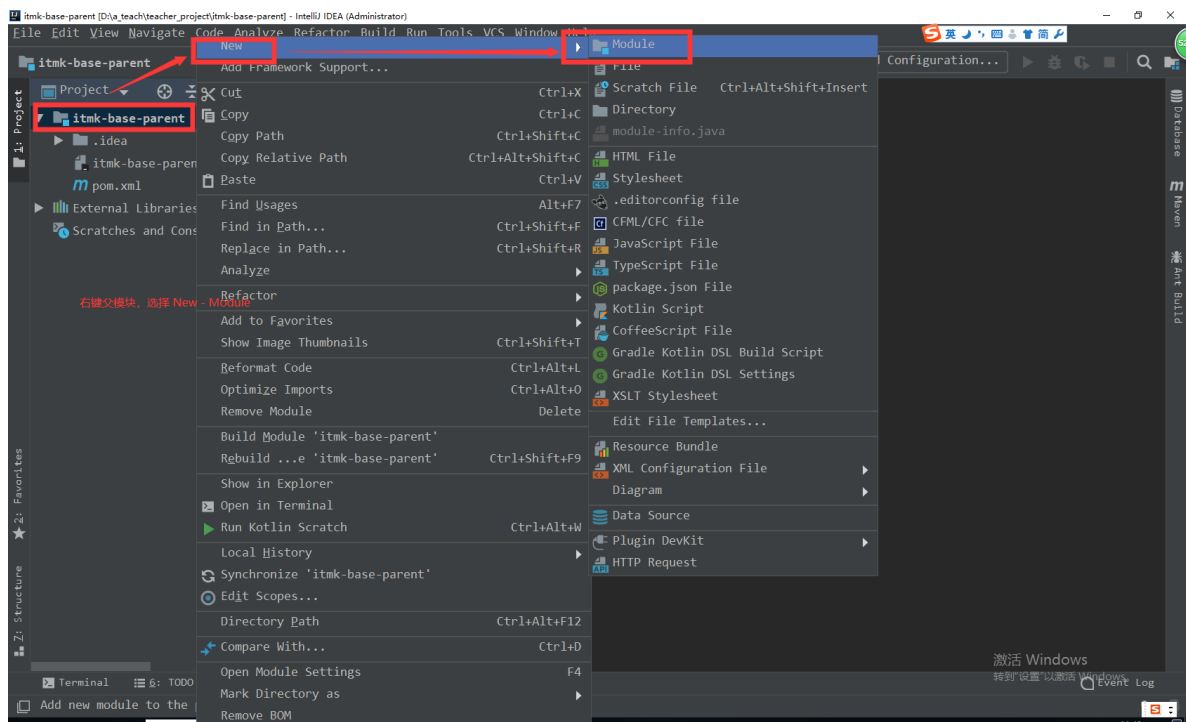 itmk-base-parent [D:\a_teach\teacher_project\itmk-base-parent] - IntelliJ IDEA (Administrator)
File Edit View Navigate Code Analyze Refactor Build Run Tools VCS Window
英 简
itmk-base-parent
Configuration...
1: Project
Project
itmk-base-parent
.idea
itmk-base-paren
pom.xml
External Libraries
Scratches and Cons
右键父模块，选择 New - Module
New
Add Framework Support...
Cut Ctrl+X
Copy Ctrl+C
Copy Path Ctrl+Shift+C
Copy Relative Path Ctrl+Alt+Shift+C
Paste Ctrl+V
Find Usages Alt+F7
Find in Path... Ctrl+Shift+F
Replace in Path... Ctrl+Shift+R
Analyze
Refactor
Add to Favorites
Show Image Thumbnails Ctrl+Shift+T
Reformat Code Ctrl+Alt+L
Optimize Imports Ctrl+Alt+O
Remove Module Delete
Build Module 'itmk-base-parent'
Rebuild ...e 'itmk-base-parent' Ctrl+Shift+F9
Show in Explorer
Open in Terminal
Run Kotlin Scratch Ctrl+Alt+W
Local History
Synchronize 'itmk-base-parent'
Edit Scopes...
Directory Path Ctrl+Alt+F12
Compare With... Ctrl+D
Open Module Settings F4
Mark Directory as
Remove BOM
Module
File
Scratch File Ctrl+Alt+Shift+Insert
Directory
module-info.java
HTML File
Stylesheet
.editorconfig file
CFML/CFC file
JavaScript File
TypeScript File
package.json File
Kotlin Script
CoffeeScript File
Gradle Kotlin DSL Build Script
Gradle Kotlin DSL Settings
XSLT Stylesheet
Edit File Templates...
Resource Bundle
XML Configuration File
Diagram
Data Source
Plugin DevKit
HTTP Request
Database
Maven
Ant Build
2: Favorites
Z: Structure
激活 Windows
转到"设置"以激活 Windows。
Terminal
6: TODO
Event Log
Add new module to the